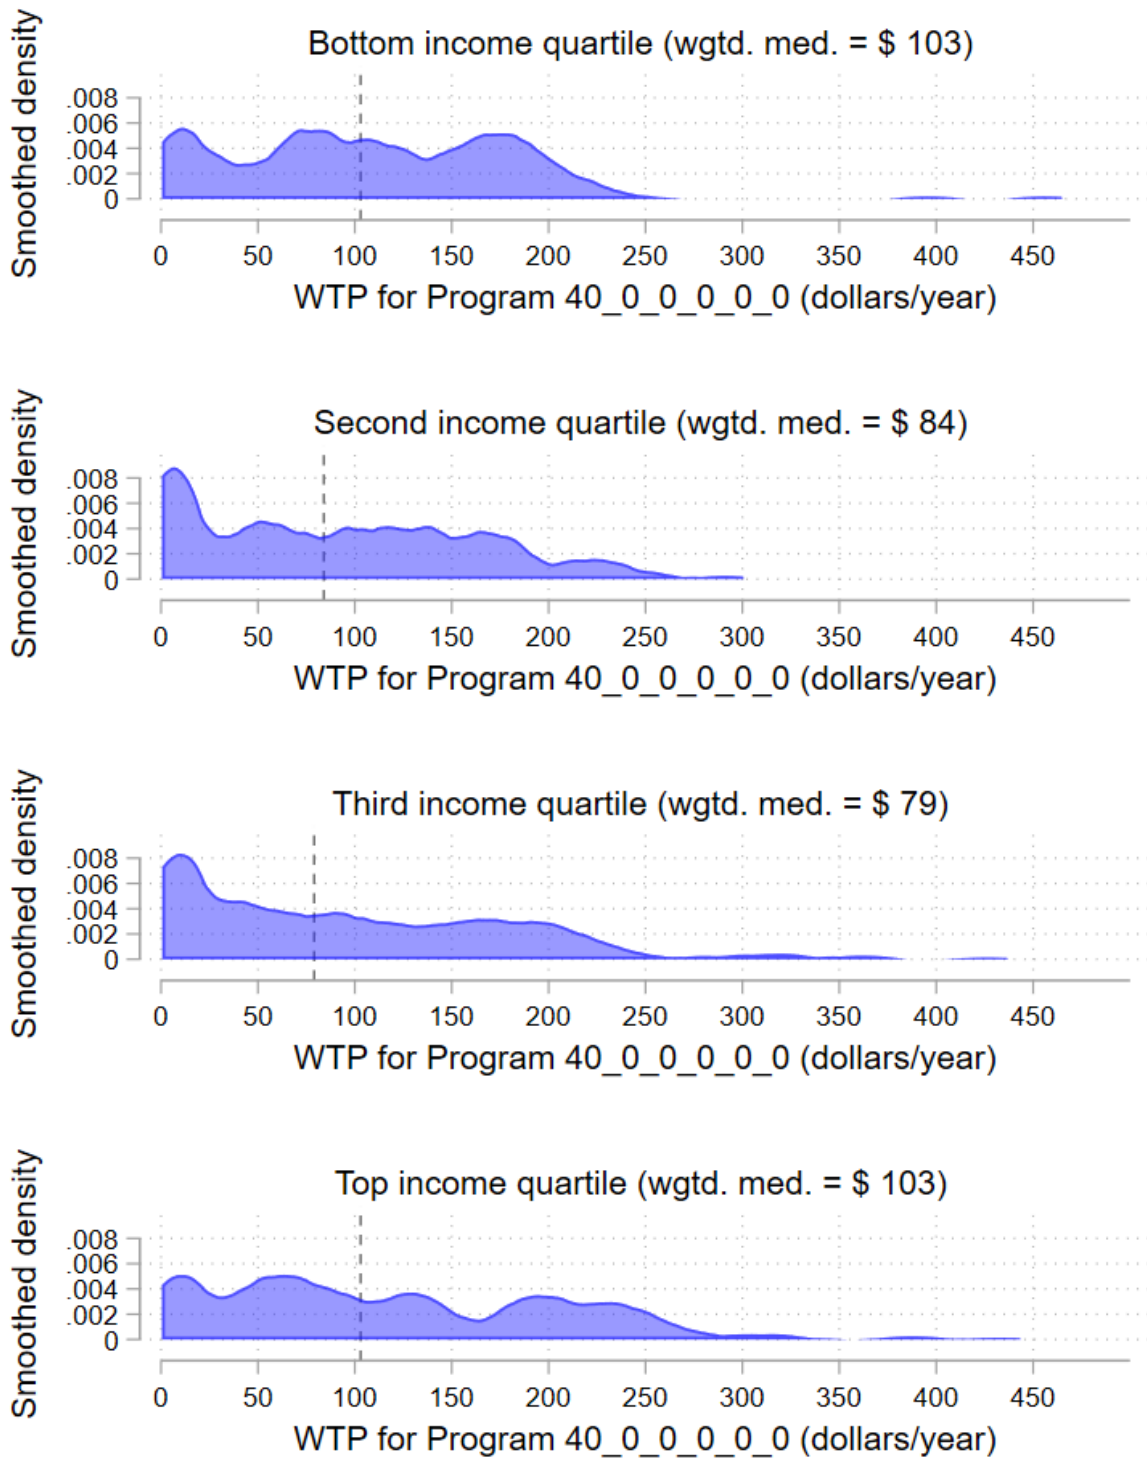 Bottom income quartile (wgtd. med. = $ 103)
Smoothed density
.008
.006
.004
.002
0
0 50 100 150 200 250 300 350 400 450
WTP for Program 40_0_0_0_0_0 (dollars/year)
Second income quartile (wgtd. med. = $ 84)
Smoothed density
.008
.006
.004
.002
0
0 50 100 150 200 250 300 350 400 450
WTP for Program 40_0_0_0_0_0 (dollars/year)
Third income quartile (wgtd. med. = $ 79)
Smoothed density
.008
.006
.004
.002
0
0 50 100 150 200 250 300 350 400 450
WTP for Program 40_0_0_0_0_0 (dollars/year)
Top income quartile (wgtd. med. = $ 103)
Smoothed density
.008
.006
.004
.002
0
0 50 100 150 200 250 300 350 400 450
WTP for Program 40_0_0_0_0_0 (dollars/year)